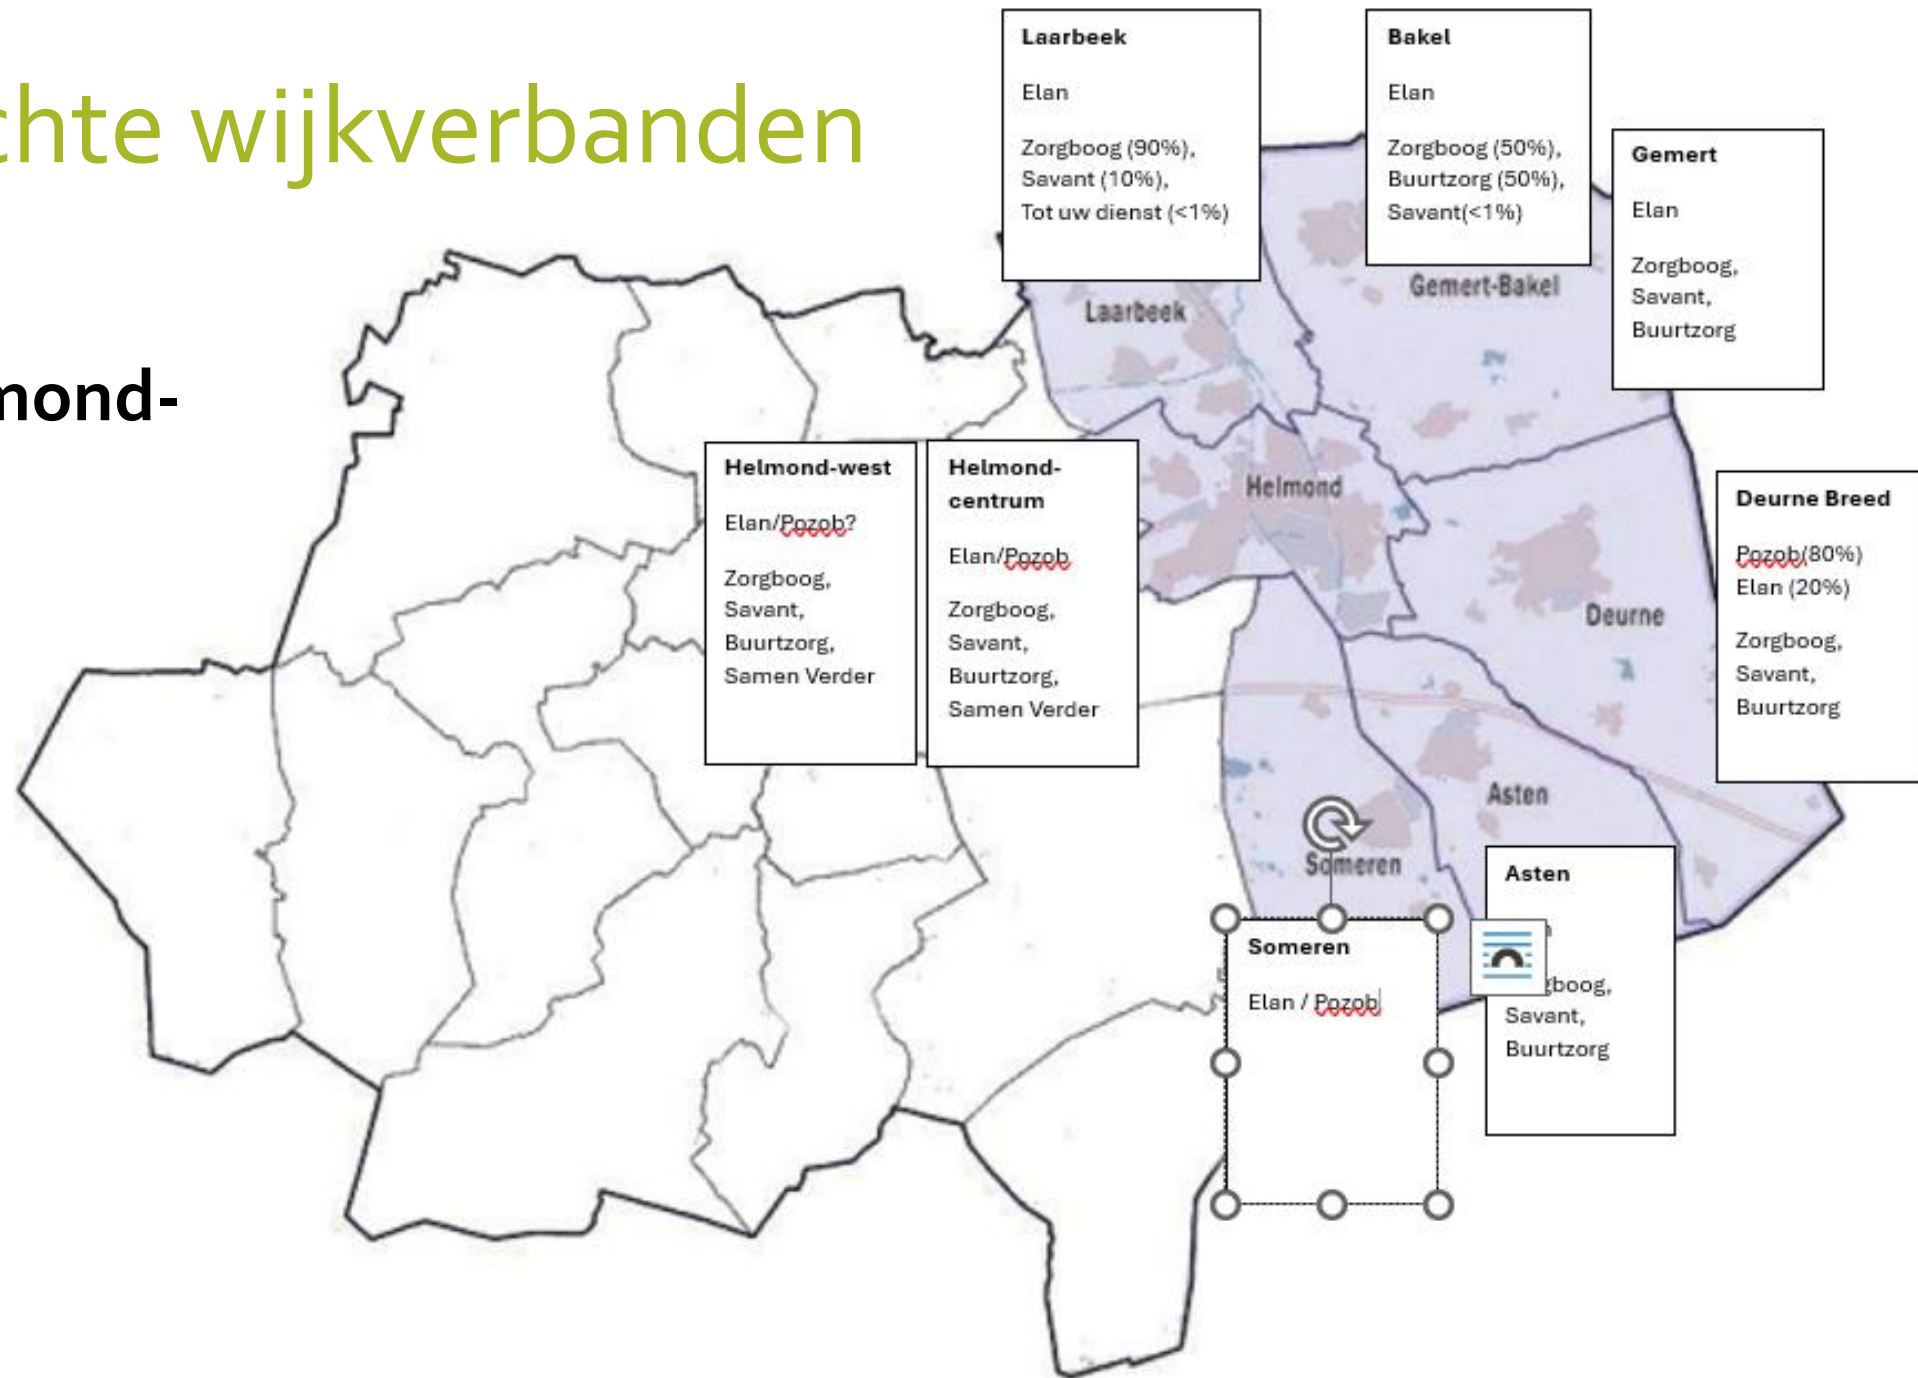 chte wijkverbanden
mond-
Laarbeek
Elan
Zorgboog (90%),
Savant (10%),
Tot uw dienst (<1%)
Bakel
Elan
Zorgboog (50%),
Buurtzorg (50%),
Savant(<1%)
Gemert
Elan
Zorgboog,
Savant,
Buurtzorg
Laarbeek
Gemert-Bakel
Helmond-west
Elan/Pozob?
Zorgboog,
Savant,
Buurtzorg,
Samen Verder
Helmond-
centrum
Elan/Pozob
Zorgboog,
Savant,
Buurtzorg,
Samen Verder
Helmond
Deurne
Deurne Breed
Pozob(80%)
Elan (20%)
Zorgboog,
Savant,
Buurtzorg
Asten
Someren
Someren
Elan / Pozob
Asten
n
gboog,
Savant,
Buurtzorg